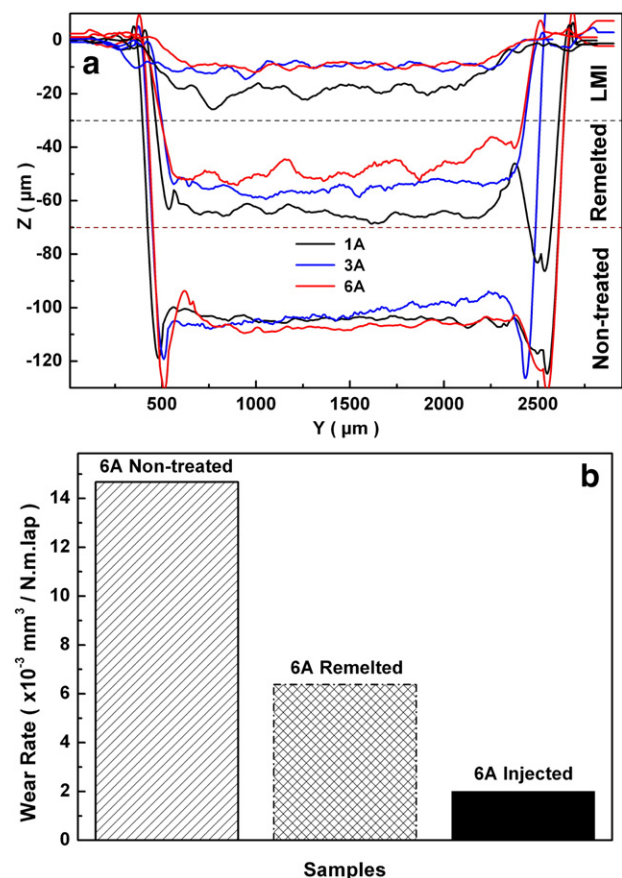 a
0
-20
-40
-60
-80
-100
-120
Z ( µm )
LMI
Remelted
Non-treated
1A
3A
6A
500
1000
1500
2000
2500
Y ( µm )
b
6A Non-treated
6A Remelted
6A Injected
14
12
10
8
6
4
2
0
Wear Rate ( x10⁻³ mm³ / N.m.lap )
Samples